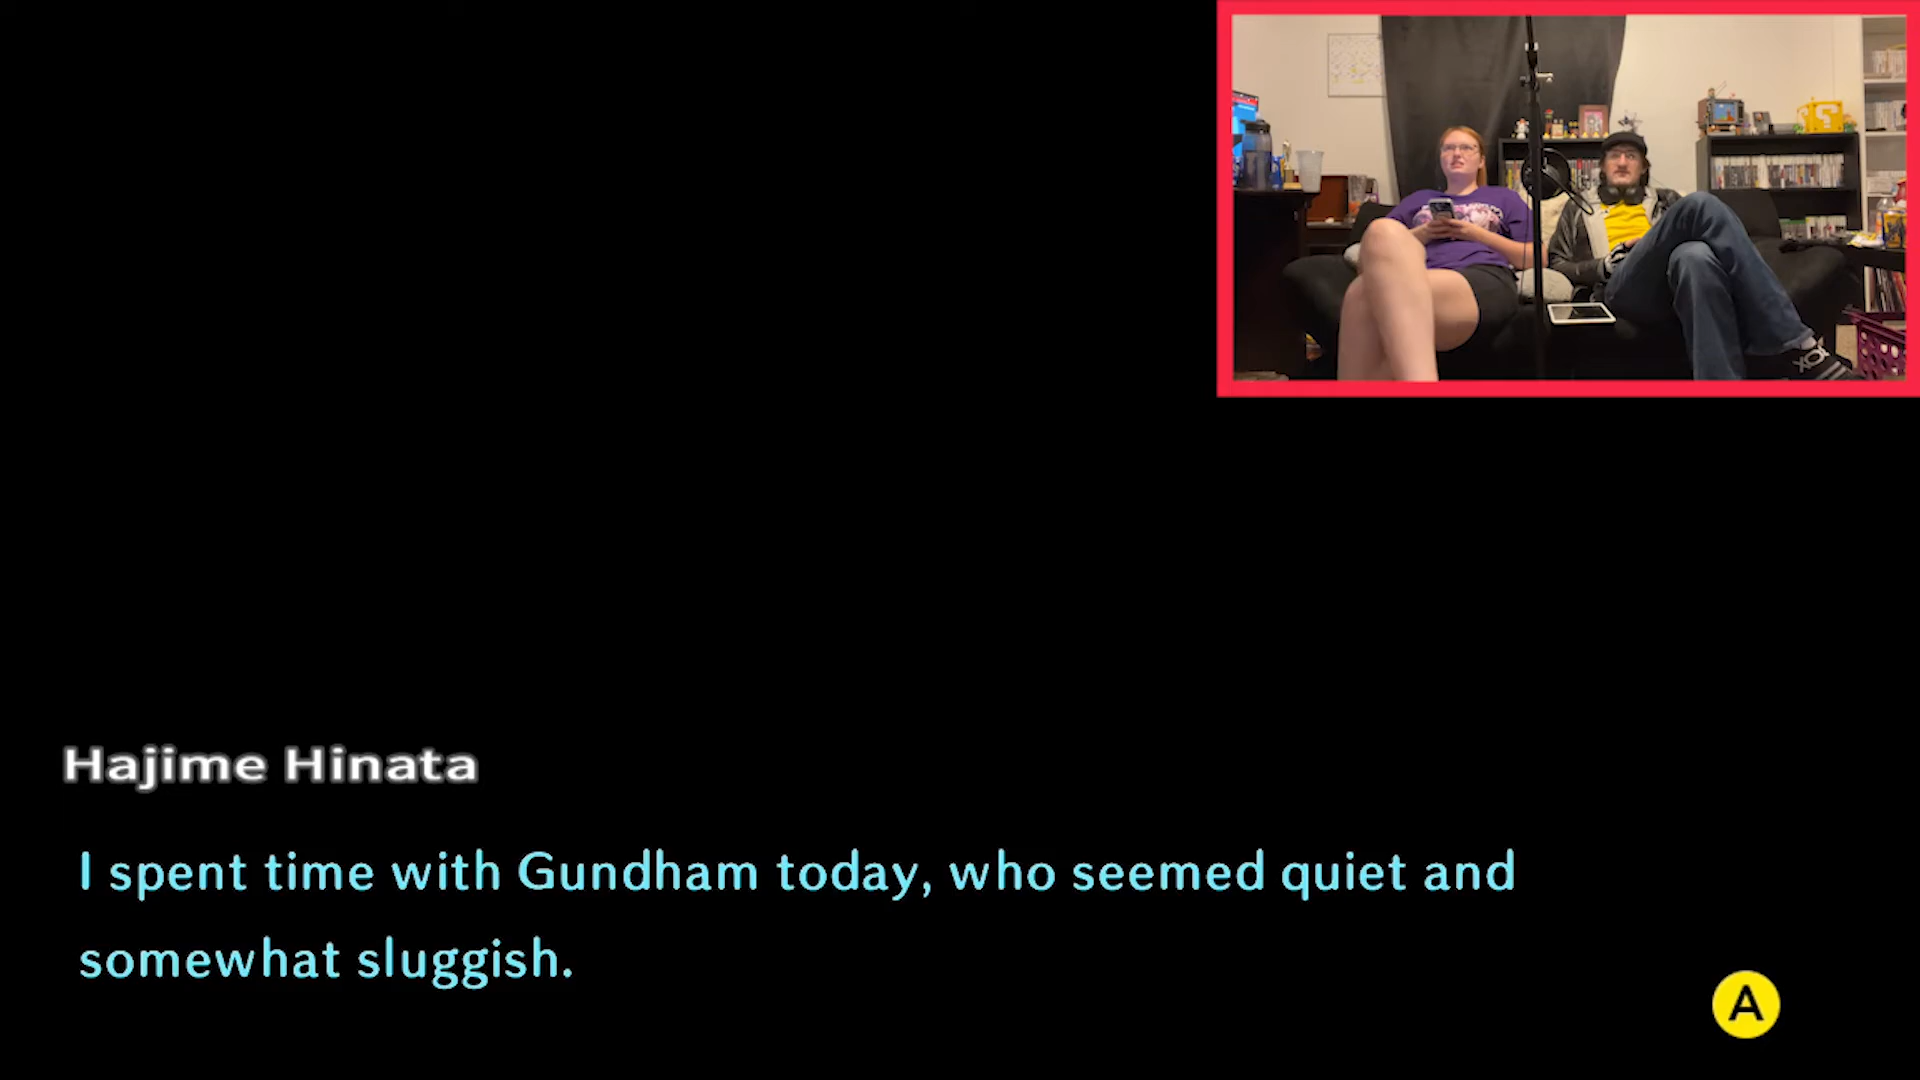 Hajime Hinata
I spent time with Gundham today, who seemed quiet and
somewhat sluggish.
A